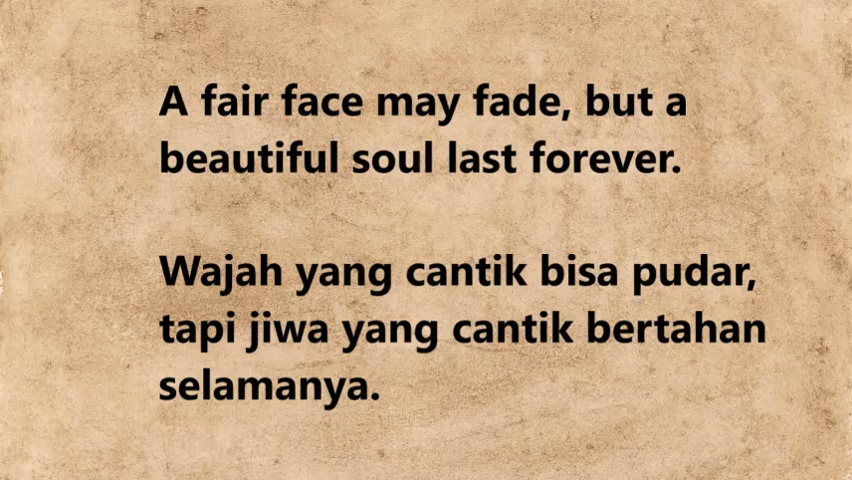 A fair face may fade, but a
beautiful soul last forever.
Wajah yang cantik bisa pudar,
tapi jiwa yang cantik bertahan
selamanya.